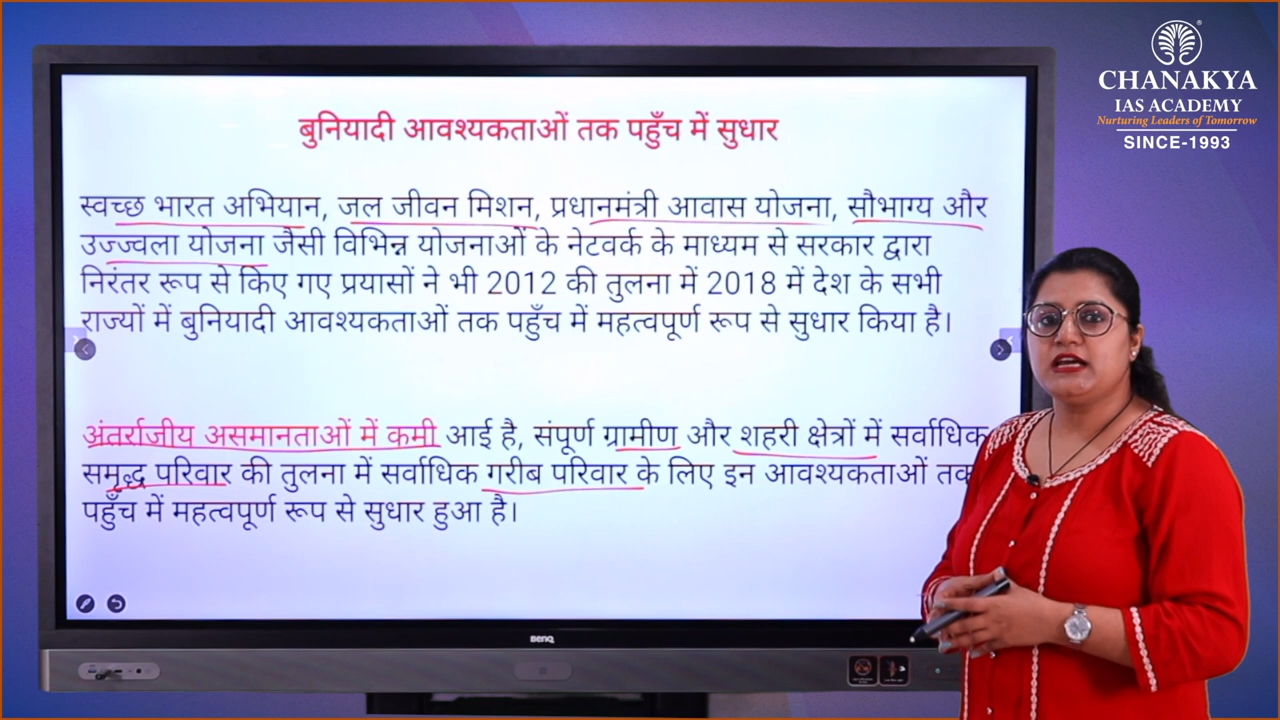 CHANAKYA
IAS ACADEMY
Nurturing Leaders of Tomorrow
SINCE-1993
बुनियादी आवश्यकताओं तक पहुँच में सुधार
स्वच्छ भारत अभियान, जल जीवन मिशन, प्रधानमंत्री आवास योजना, सौभाग्य और
उज्ज्वला योजना जैसी विभिन्न योजनाओं के नेटवर्क के माध्यम से सरकार द्वारा
निरंतर रूप से किए गए प्रयासों ने भी 2012 की तुलना में 2018 में देश के सभी
राज्यों में बुनियादी आवश्यकताओं तक पहुँच में महत्वपूर्ण रूप से सुधार किया है।
अंतर्राजीय असमानताओं में कमी आई है, संपूर्ण ग्रामीण और शहरी क्षेत्रों में सर्वाधिक
समृद्ध परिवार की तुलना में सर्वाधिक गरीब परिवार के लिए इन आवश्यकताओं तक
पहुँच में महत्वपूर्ण रूप से सुधार हुआ है।
BenQ